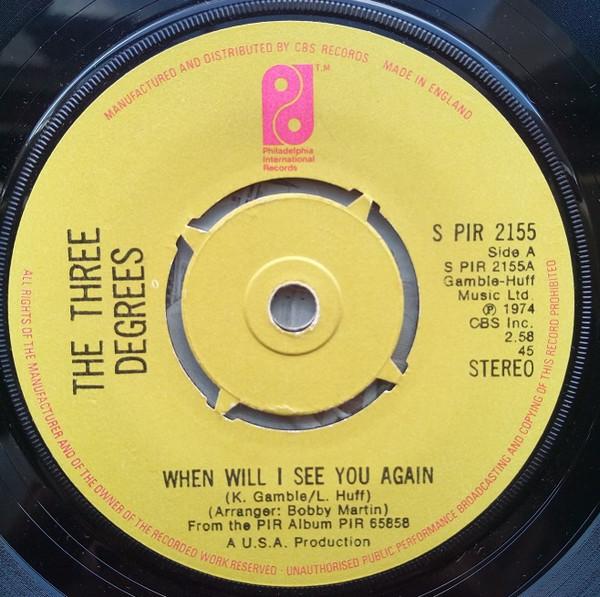 MANUFACTURED AND DISTRIBUTED BY CBS RECORDS MADE IN ENGLAND
T.M.
Philadelphia
International
Records
THE THREE
DEGREES
S PIR 2155
Side A
S PIR 2155A
Gamble-Huff
Music Ltd.
℗ 1974
CBS Inc.
2.58
45
STEREO
WHEN WILL I SEE YOU AGAIN
(K. Gamble/L. Huff)
(Arranger: Bobby Martin)
From the PIR Album PIR 65858
A U.S.A. Production
ALL RIGHTS OF THE MANUFACTURER AND OF THE OWNER OF THE RECORDED WORK RESERVED · UNAUTHORISED PUBLIC PERFORMANCE BROADCASTING AND COPYING OF THIS RECORD PROHIBITED